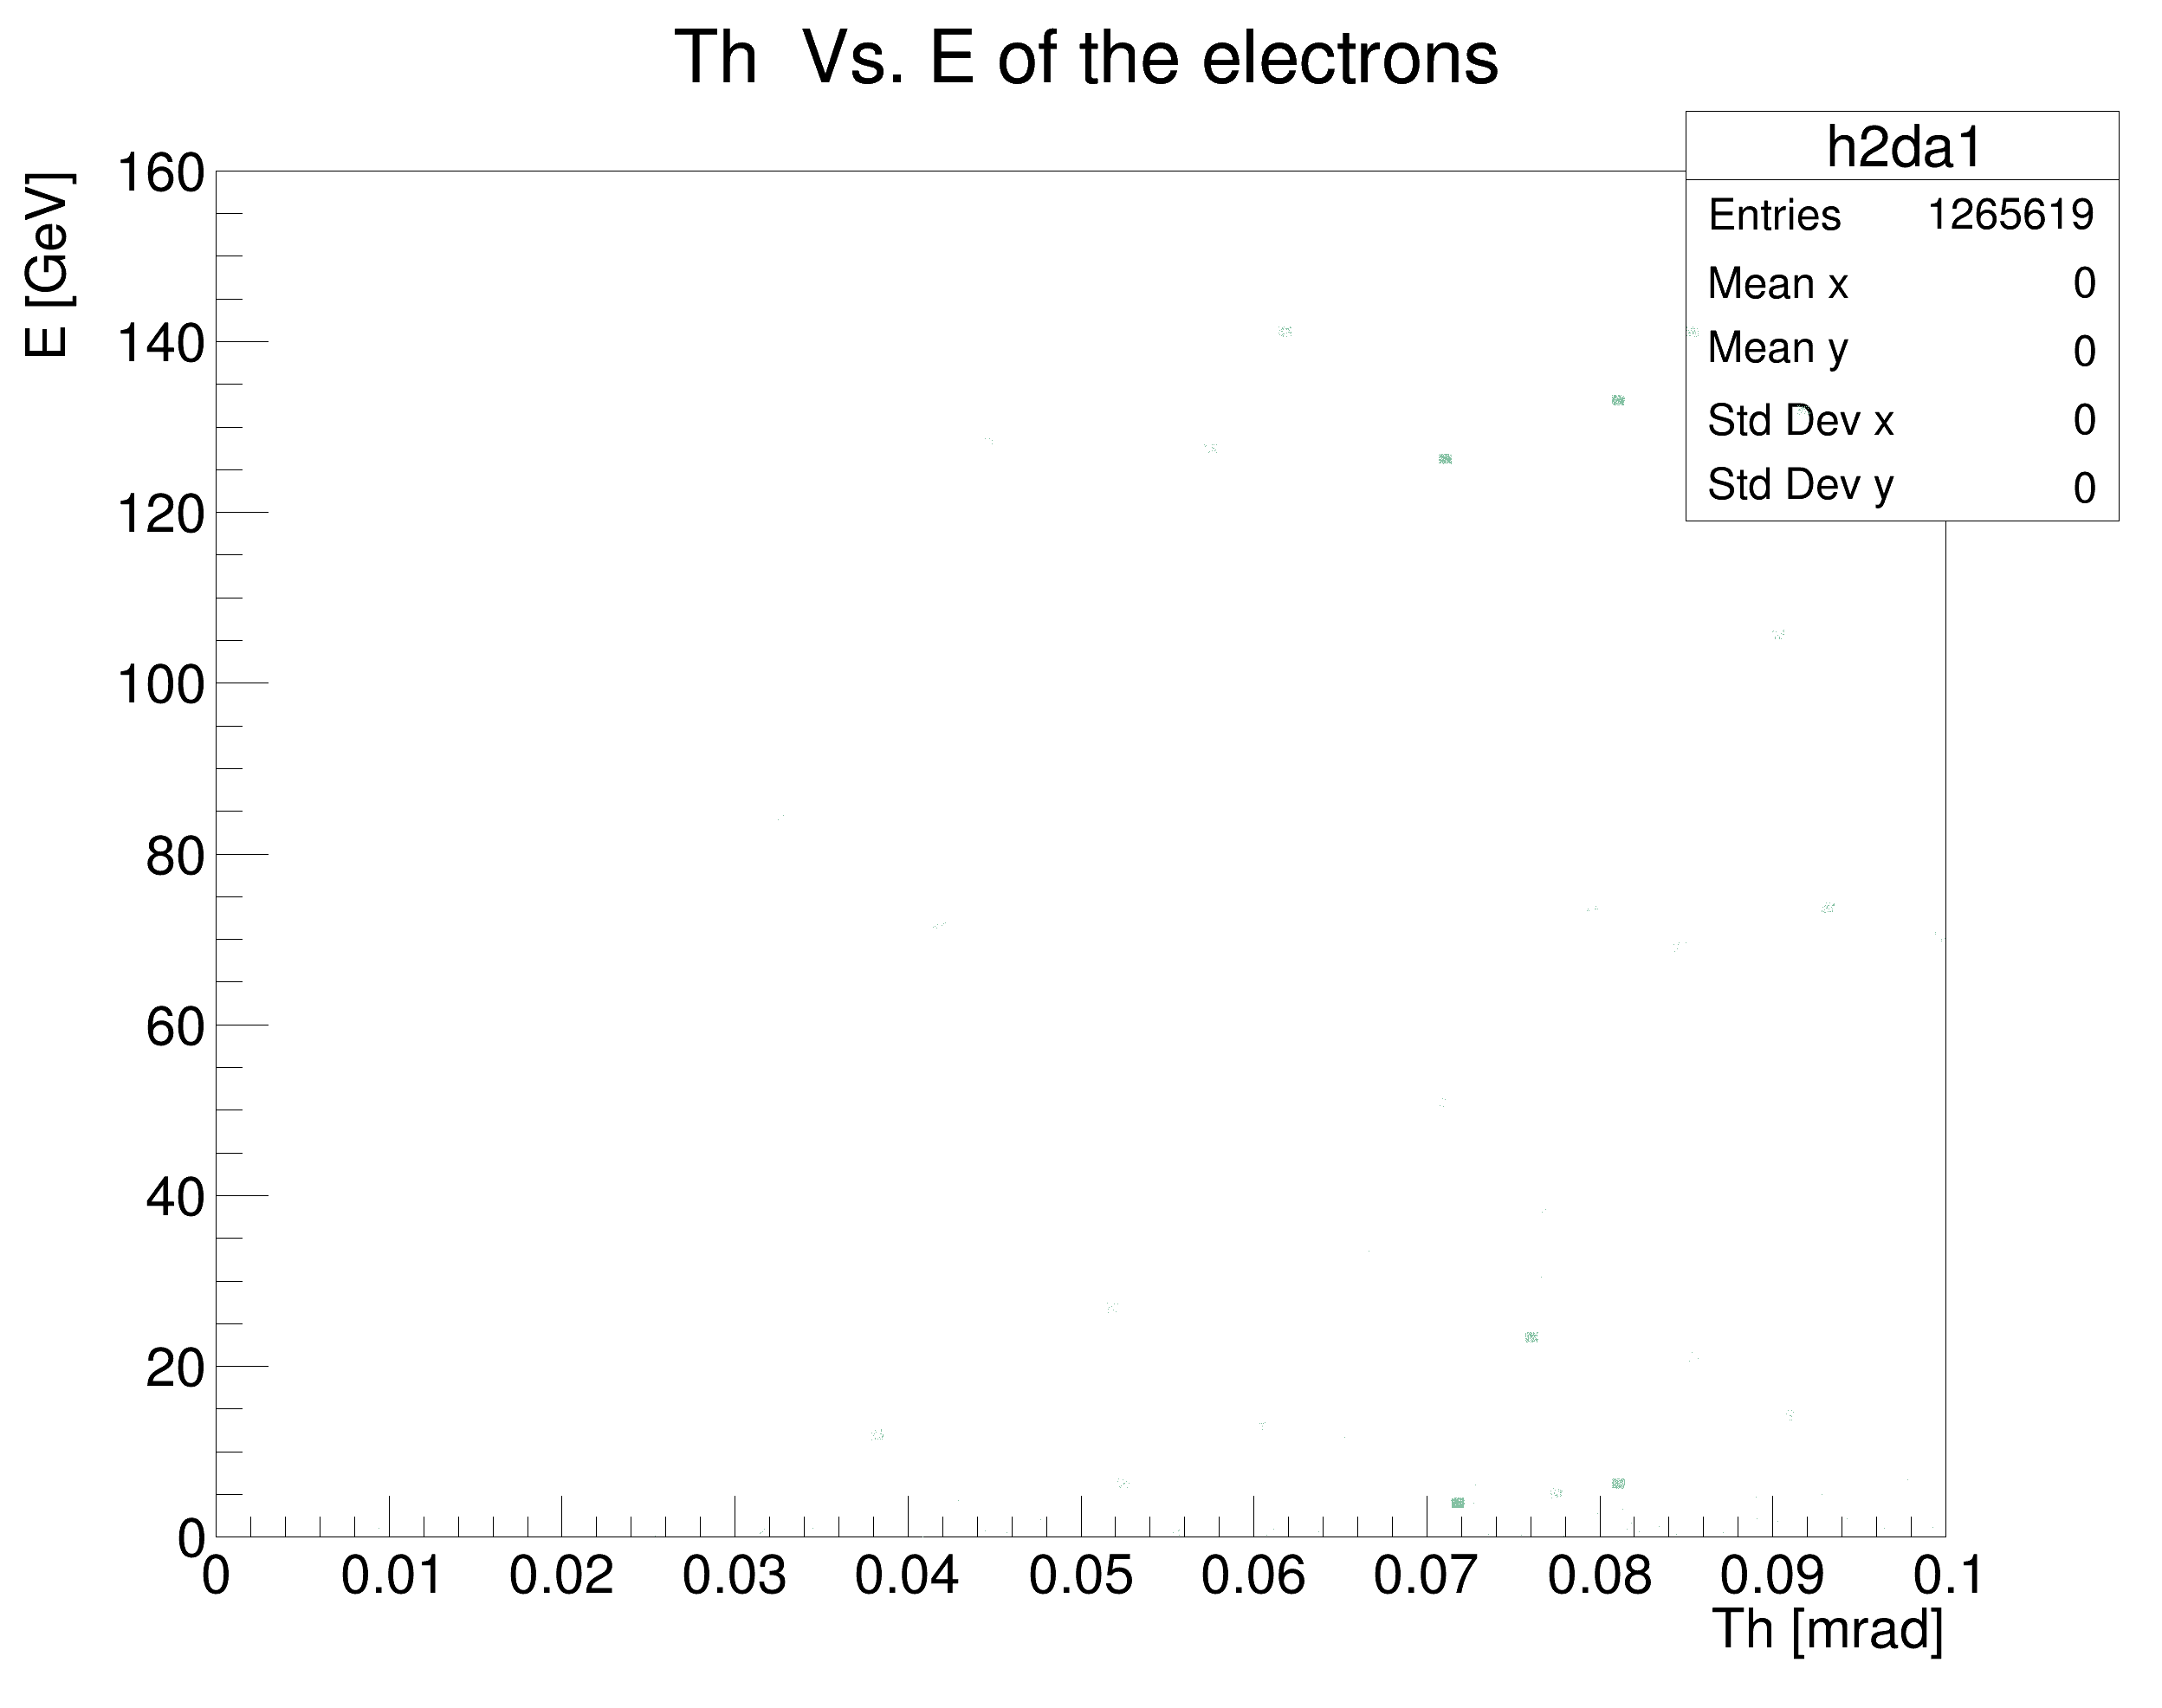 Th  Vs. E of the electrons
h2da1
Entries 1265619
Mean x 0
Mean y 0
Std Dev x 0
Std Dev y 0
E [GeV]
160
140
120
100
80
60
40
20
0
0 0.01 0.02 0.03 0.04 0.05 0.06 0.07 0.08 0.09 0.1
Th [mrad]